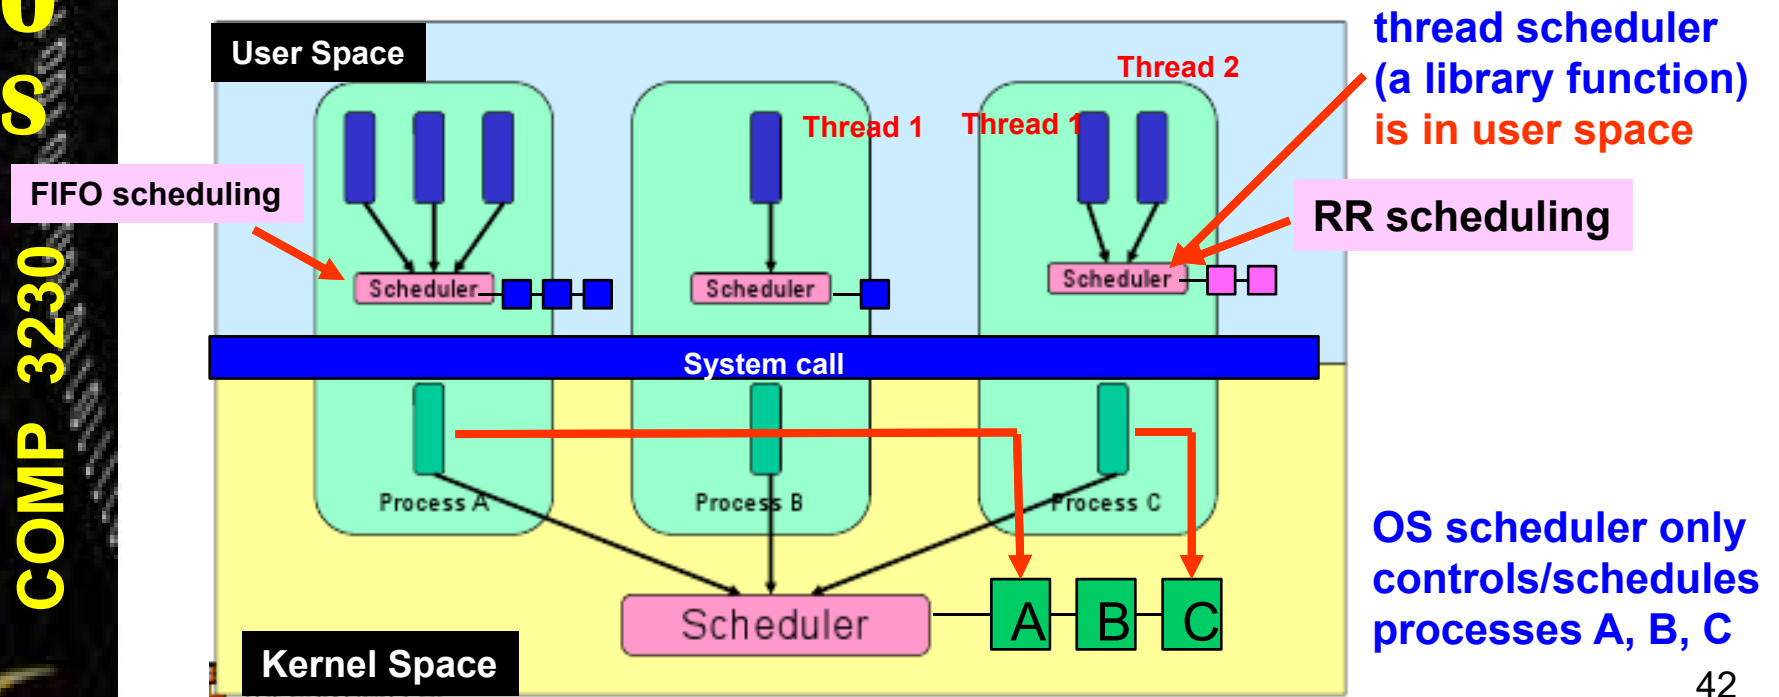 O
S
COMP 3230
User Space
Thread 2
Thread 1
Thread 1
thread scheduler
(a library function)
is in user space
FIFO scheduling
RR scheduling
Scheduler
Scheduler
Scheduler
System call
Process A
Process B
Process C
Scheduler
A
B
C
Kernel Space
OS scheduler only
controls/schedules
processes A, B, C
42